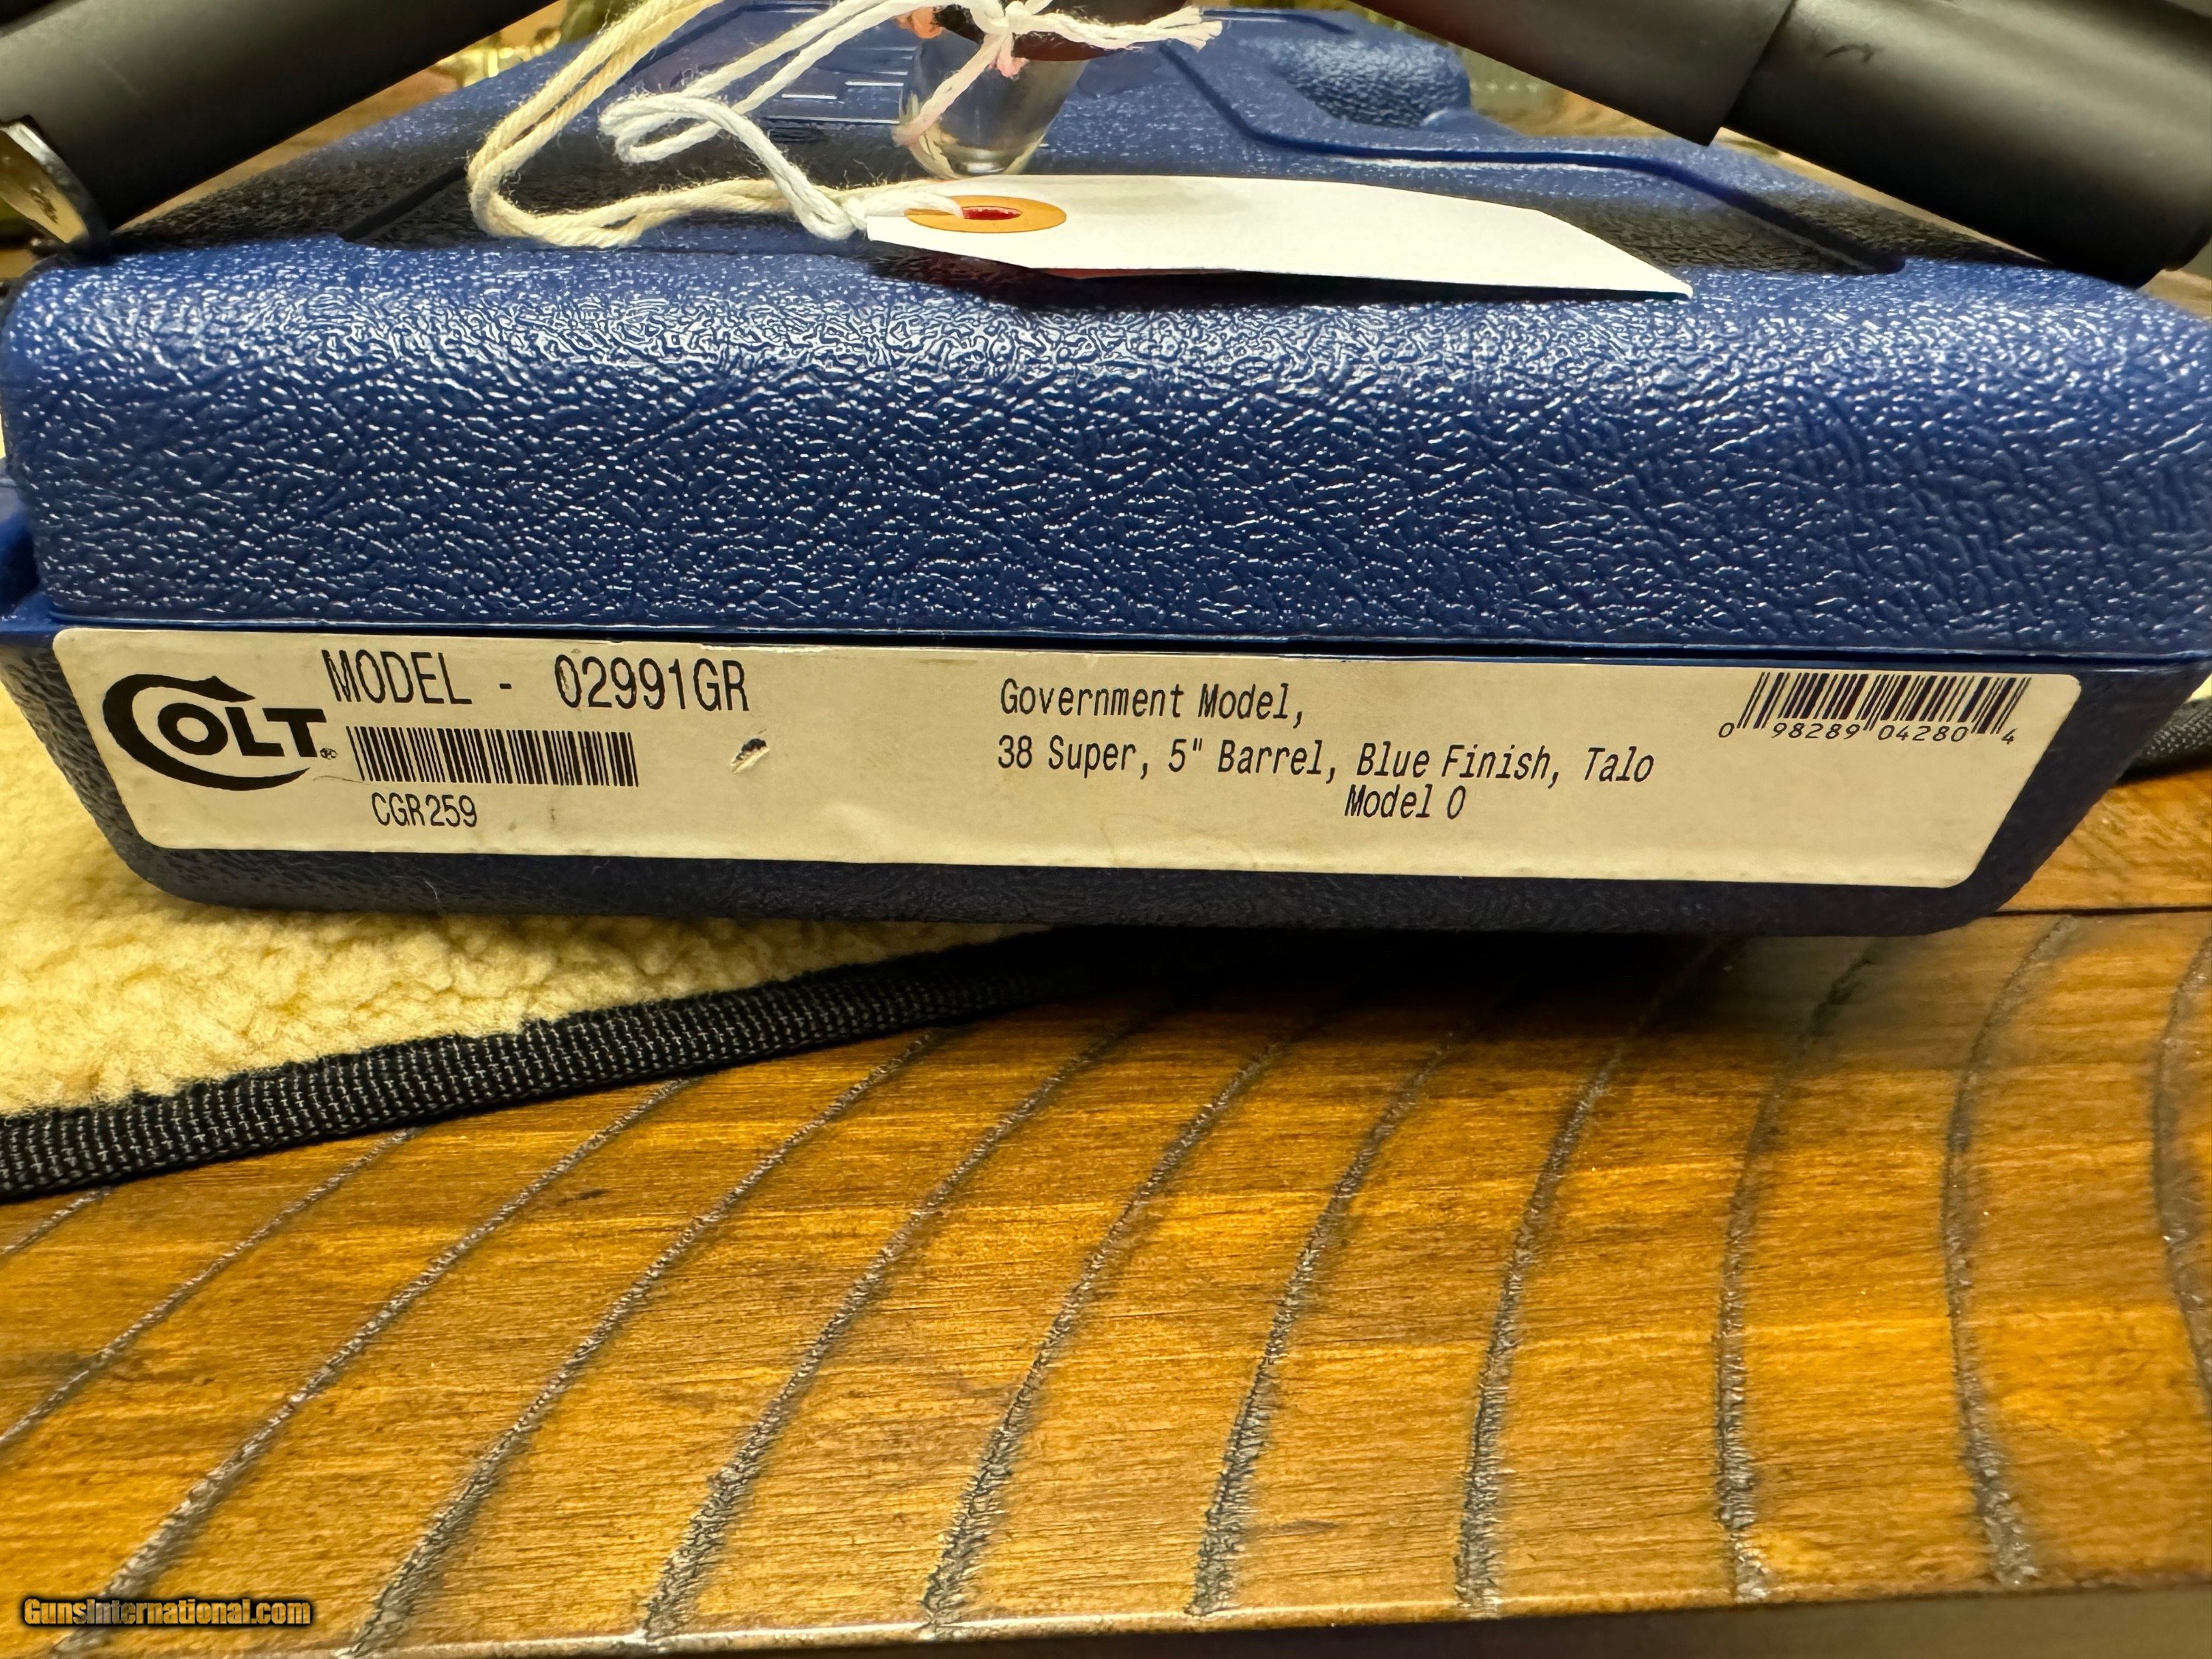 COLT
MODEL - 02991GR
CGR259
Government Model,
38 Super, 5" Barrel, Blue Finish, Talo
Model O
0 98289 04280 4
GunsInternational.com